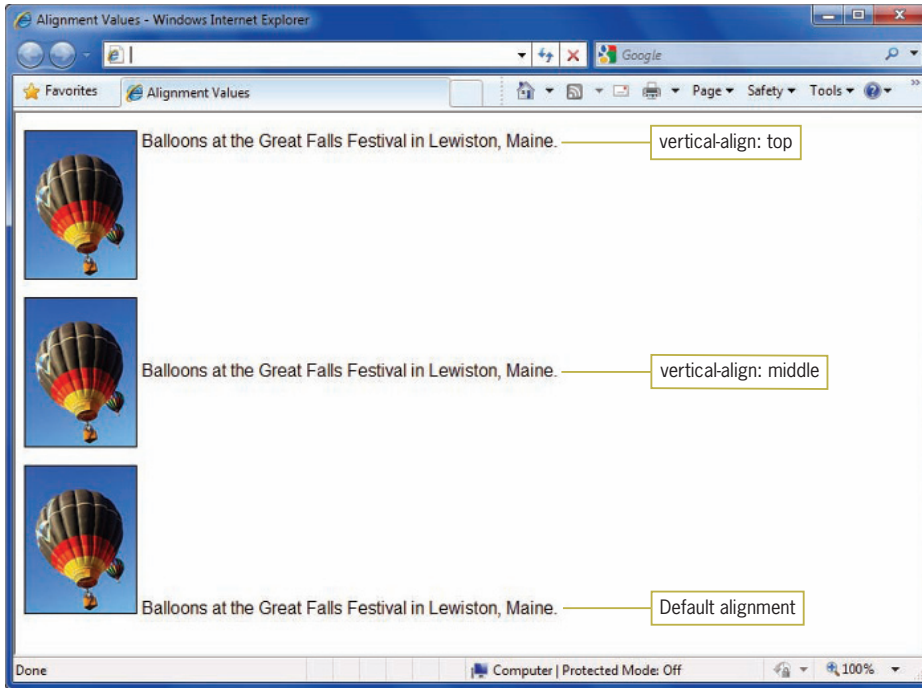 Alignment Values - Windows Internet Explorer
Google
Favorites Alignment Values Page Safety Tools
Balloons at the Great Falls Festival in Lewiston, Maine. vertical-align: top
Balloons at the Great Falls Festival in Lewiston, Maine. vertical-align: middle
Balloons at the Great Falls Festival in Lewiston, Maine. Default alignment
Done Computer | Protected Mode: Off 100%